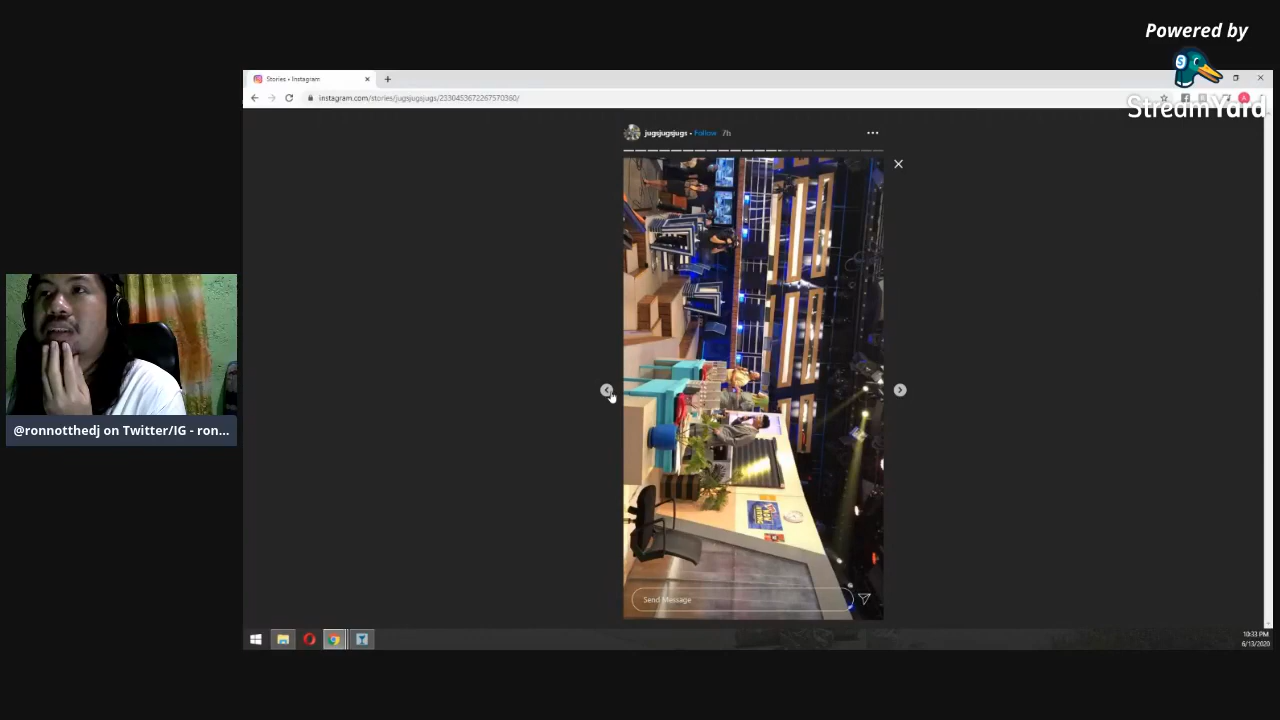 Powered by
StreamYard
Stories • Instagram
instagram.com/stories/jugsjugsjugs/2330453672267570360/
jugsjugsjugs • Follow 7h
Send Message
@ronnotthedj on Twitter/IG - ron...
10:33 PM
6/13/2020